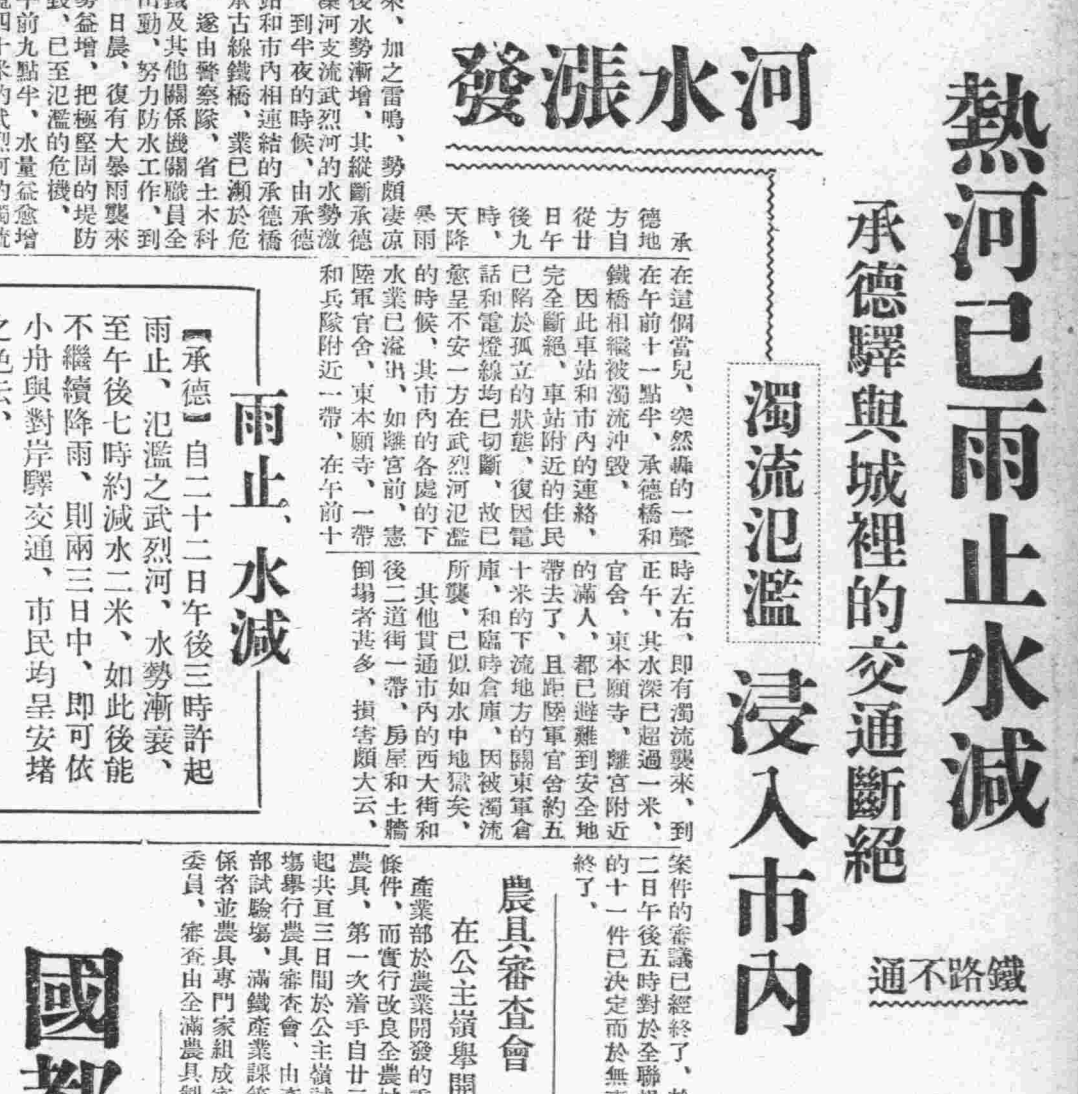 熱河已雨止水減
承德驛與城裡的交通斷絕
鐵路不通
河水漲發
濁流氾濫
浸入市內
承
德地
方自
從廿
日午
後九
時、
天降
暴雨
來、加之雷鳴、勢頗凄凉
後水勢漸增、其縱斷承德
灤河支流武烈河的水勢激
到半夜的時候、由承德
站和市內相連結的承德橋
承古線鐵橋、業已瀕於危
遂由警察隊、省土木科
鐵及其他關係機關職員全
出動、努力防水工作、到
日晨、復有大暴雨襲來
勢益增、把極堅固的堤防
毀、已至氾濫的危機、
午前九點半、水量益愈增
在這個當兒、突然轟的一聲
在午前十一點半、承德橋和
鐵橋相繼被濁流沖毀、
因此車站和市內的連絡、
完全斷絕、車站附近的住民
已陷於孤立的狀態、復因電
話和電燈線均已切斷、故已
愈呈不安一方在武烈河氾濫
的時候、其市內的各處的下
水業已溢出、如離宮前、憲
陸軍官舍、東本願寺、一帶
和兵隊附近一帶、在午前十
時左右、即有濁流襲來、到
正午、其水深已超過一米、
官舍、東本願寺、離宮附近
的滿人、都已避難到安全地
帶去了、且距陸軍官舍約五
十米的下流地方的關東軍倉
庫、和臨時倉庫、因被濁流
所襲、已似如水中地獄矣、
其他貫通市內的西大街和
後二道街一帶、房屋和土牆
倒塌者甚多、損害頗大云、
雨止、水減
【承德】自二十二日午後三時許起
雨止、氾濫之武烈河、水勢漸衰、
至午後七時約減水二米、如此後能
不繼續降雨、則兩三日中、即可依
小舟與對岸驛交通、市民均呈安堵
之色云、
案件的審議已經終了、
二日午後五時對於全聯
的十一件已決定而於無
終了、
農具審查會
在公主嶺舉開
產業部於農業開發的
條件、而實行改良全農
農具、第一次着手自廿
起共亘三日間於公主嶺
塲舉行農具審查會、由
部試驗塲、滿鐵產業課
係者並農具專門家組成
委員、審查由全滿農具
國都